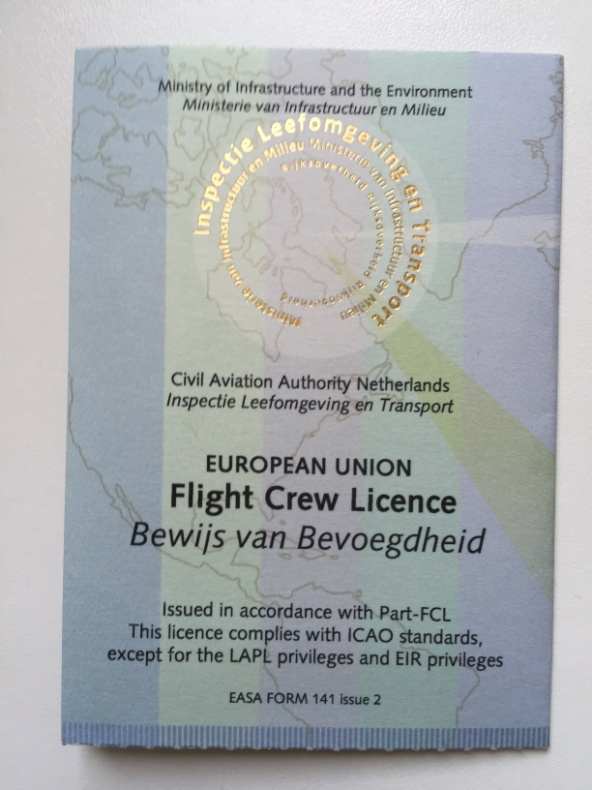 Ministry of Infrastructure and the Environment
Ministerie van Infrastructuur en Milieu
Inspectie Leefomgeving en Transport
Ministerie van Infrastructuur en Milieu Ministerie van Infrastructuur en Milieu
Rijksoverheid Rijksoverheid Rijksoverheid
Civil Aviation Authority Netherlands
Inspectie Leefomgeving en Transport
EUROPEAN UNION
Flight Crew Licence
Bewijs van Bevoegdheid
Issued in accordance with Part-FCL
This licence complies with ICAO standards,
except for the LAPL privileges and EIR privileges
EASA FORM 141 issue 2